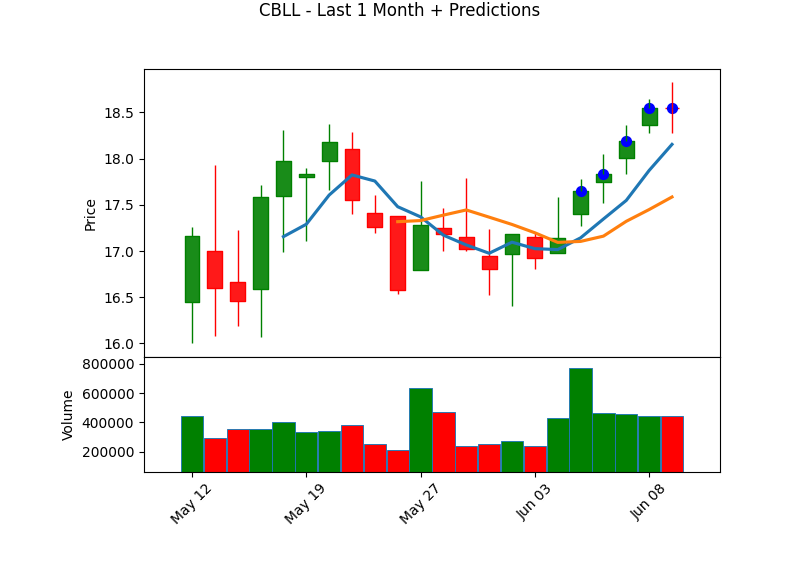 CBLL - Last 1 Month + Predictions
18.5
18.0
17.5
17.0
16.5
16.0
Price
800000
600000
400000
200000
Volume
May 12
May 19
May 27
Jun 03
Jun 08